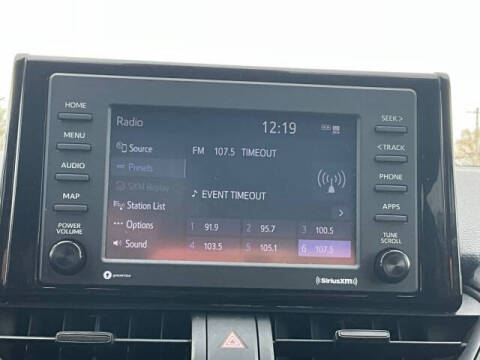 HOME
MENU
AUDIO
MAP
POWER
VOLUME
Radio
12:19
Source
Presets
SXM Replay
Station List
Options
Sound
FM 107.5 TIMEOUT
♪ EVENT TIMEOUT
1 91.9 2 95.7 3 100.5
4 103.5 5 105.1 6 107.5
SEEK >
< TRACK
PHONE
APPS
TUNE
SCROLL
SiriusXM